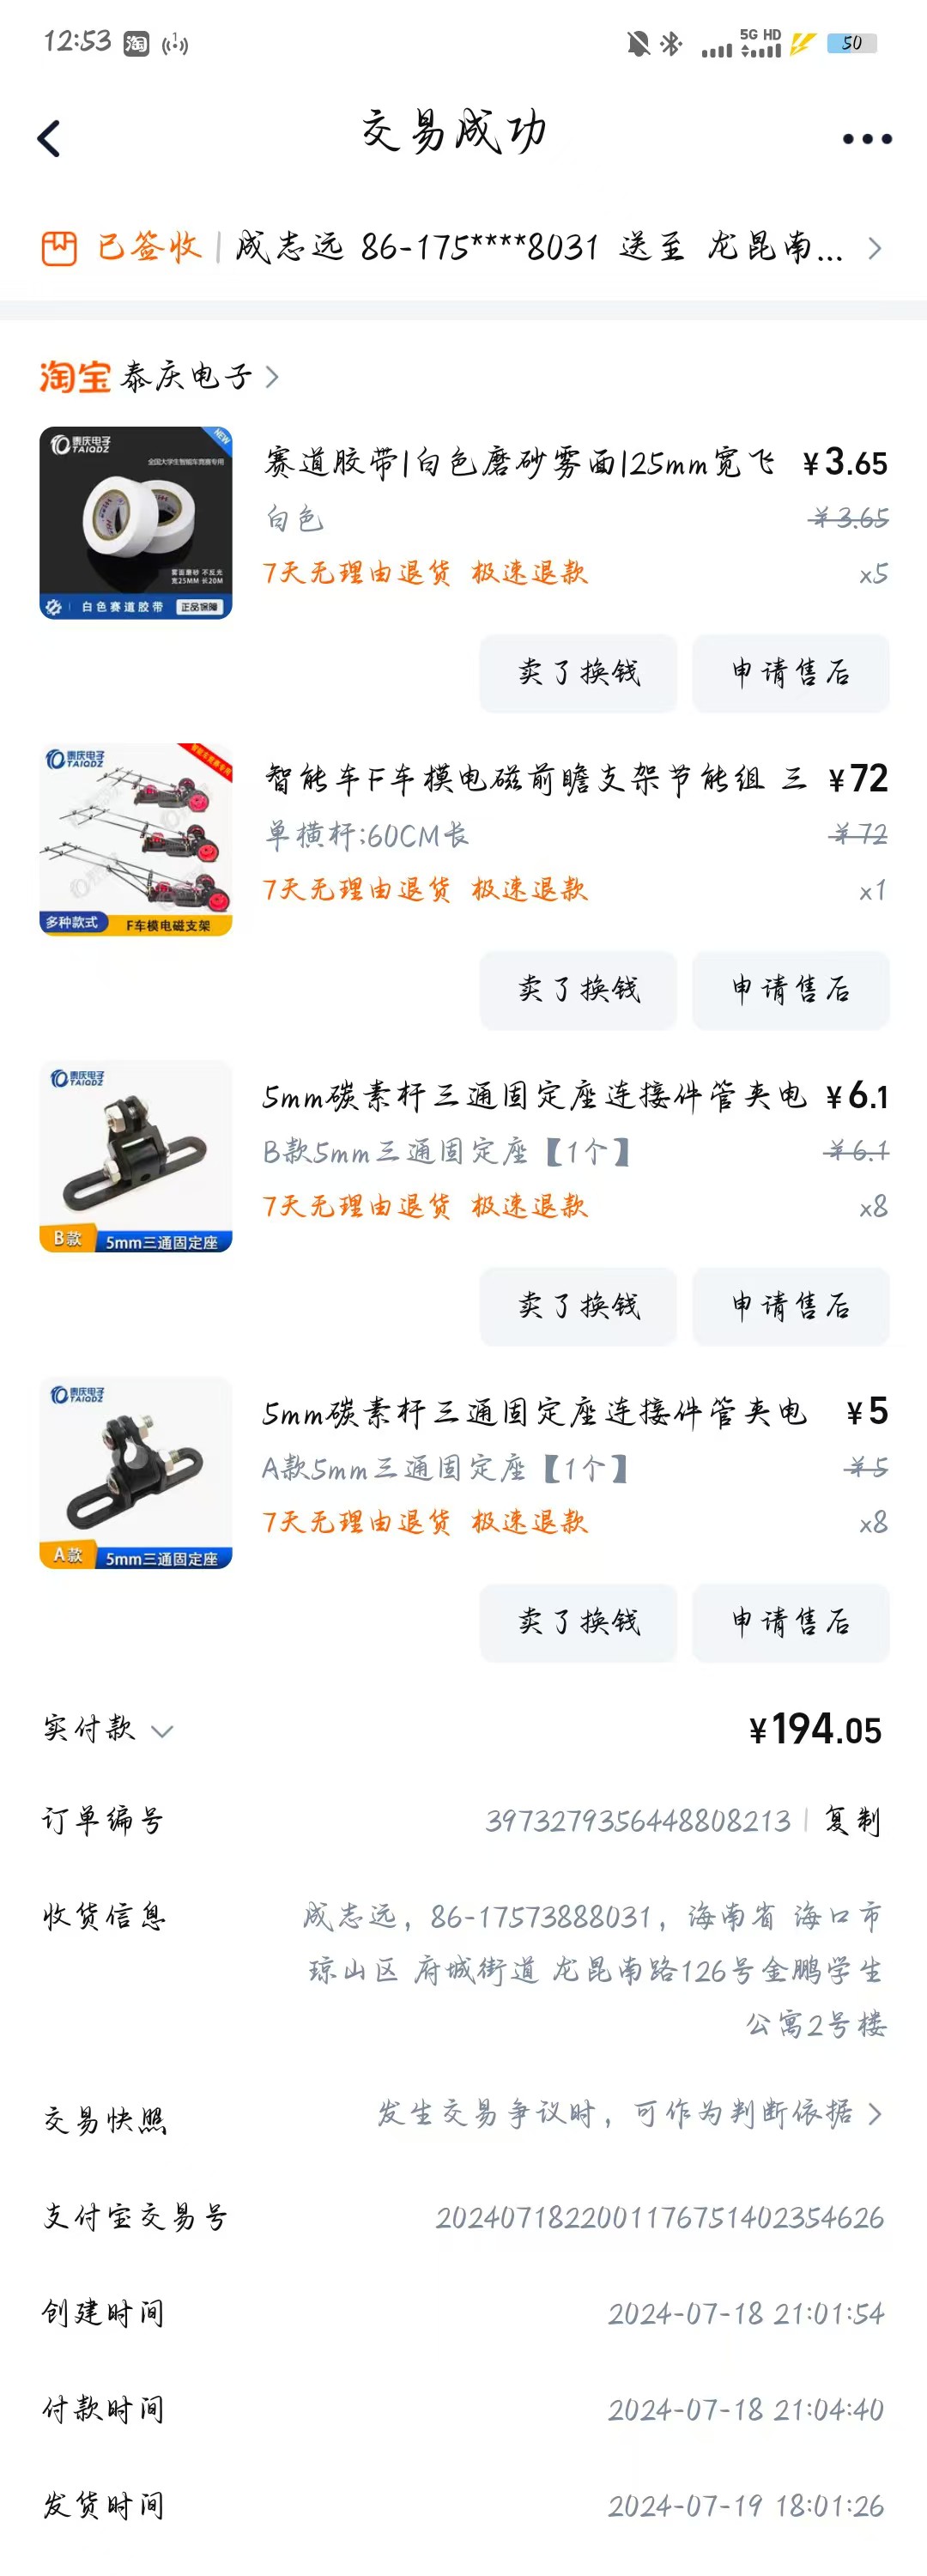 12:53 淘
5G HD 50
交易成功
已签收 | 成志远 86-175****8031 送至 龙昆南...
淘宝 泰庆电子
泰庆电子 TAIQDZ
NEW
全国大学生智能车竞赛专用
雾面磨砂 不反光
宽25MM 长20M
白色赛道胶带 正品保障
赛道胶带|白色磨砂雾面|25mm宽飞 ¥3.65
白色 ¥3.65
7天无理由退货 极速退款 x5
卖了换钱 申请售后
泰庆电子 TAIQDZ
多种款式 F车模电磁支架
智能车F车模电磁前瞻支架节能组 三 ¥72
单横杆;60CM长 ¥72
7天无理由退货 极速退款 x1
卖了换钱 申请售后
泰庆电子 TAIQDZ
B款 5mm三通固定座
5mm碳素杆三通固定座连接件管夹电 ¥6.1
B款5mm三通固定座【1个】 ¥6.1
7天无理由退货 极速退款 x8
卖了换钱 申请售后
泰庆电子 TAIQDZ
A款 5mm三通固定座
5mm碳素杆三通固定座连接件管夹电 ¥5
A款5mm三通固定座【1个】 ¥5
7天无理由退货 极速退款 x8
卖了换钱 申请售后
实付款 ¥194.05
订单编号 3973279356448808213 | 复制
收货信息 成志远，86-17573888031，海南省 海口市
琼山区 府城街道 龙昆南路126号金鹏学生
公寓2号楼
交易快照 发生交易争议时，可作为判断依据
支付宝交易号 2024071822001176751402354626
创建时间 2024-07-18 21:01:54
付款时间 2024-07-18 21:04:40
发货时间 2024-07-19 18:01:26